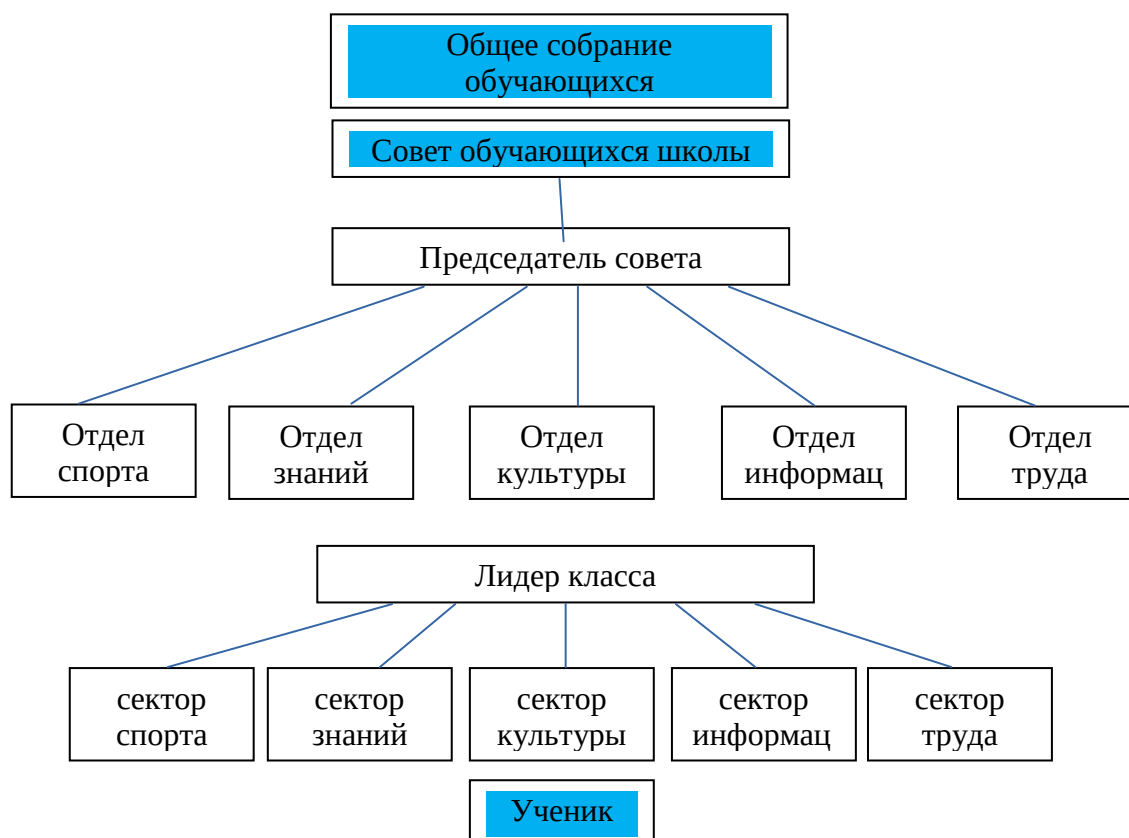 Общее собрание
обучающихся
Совет обучающихся школы
Председатель совета
Отдел
спорта
Отдел
знаний
Отдел
культуры
Отдел
информац
Отдел
труда
Лидер класса
сектор
спорта
сектор
знаний
сектор
культуры
сектор
информац
сектор
труда
Ученик